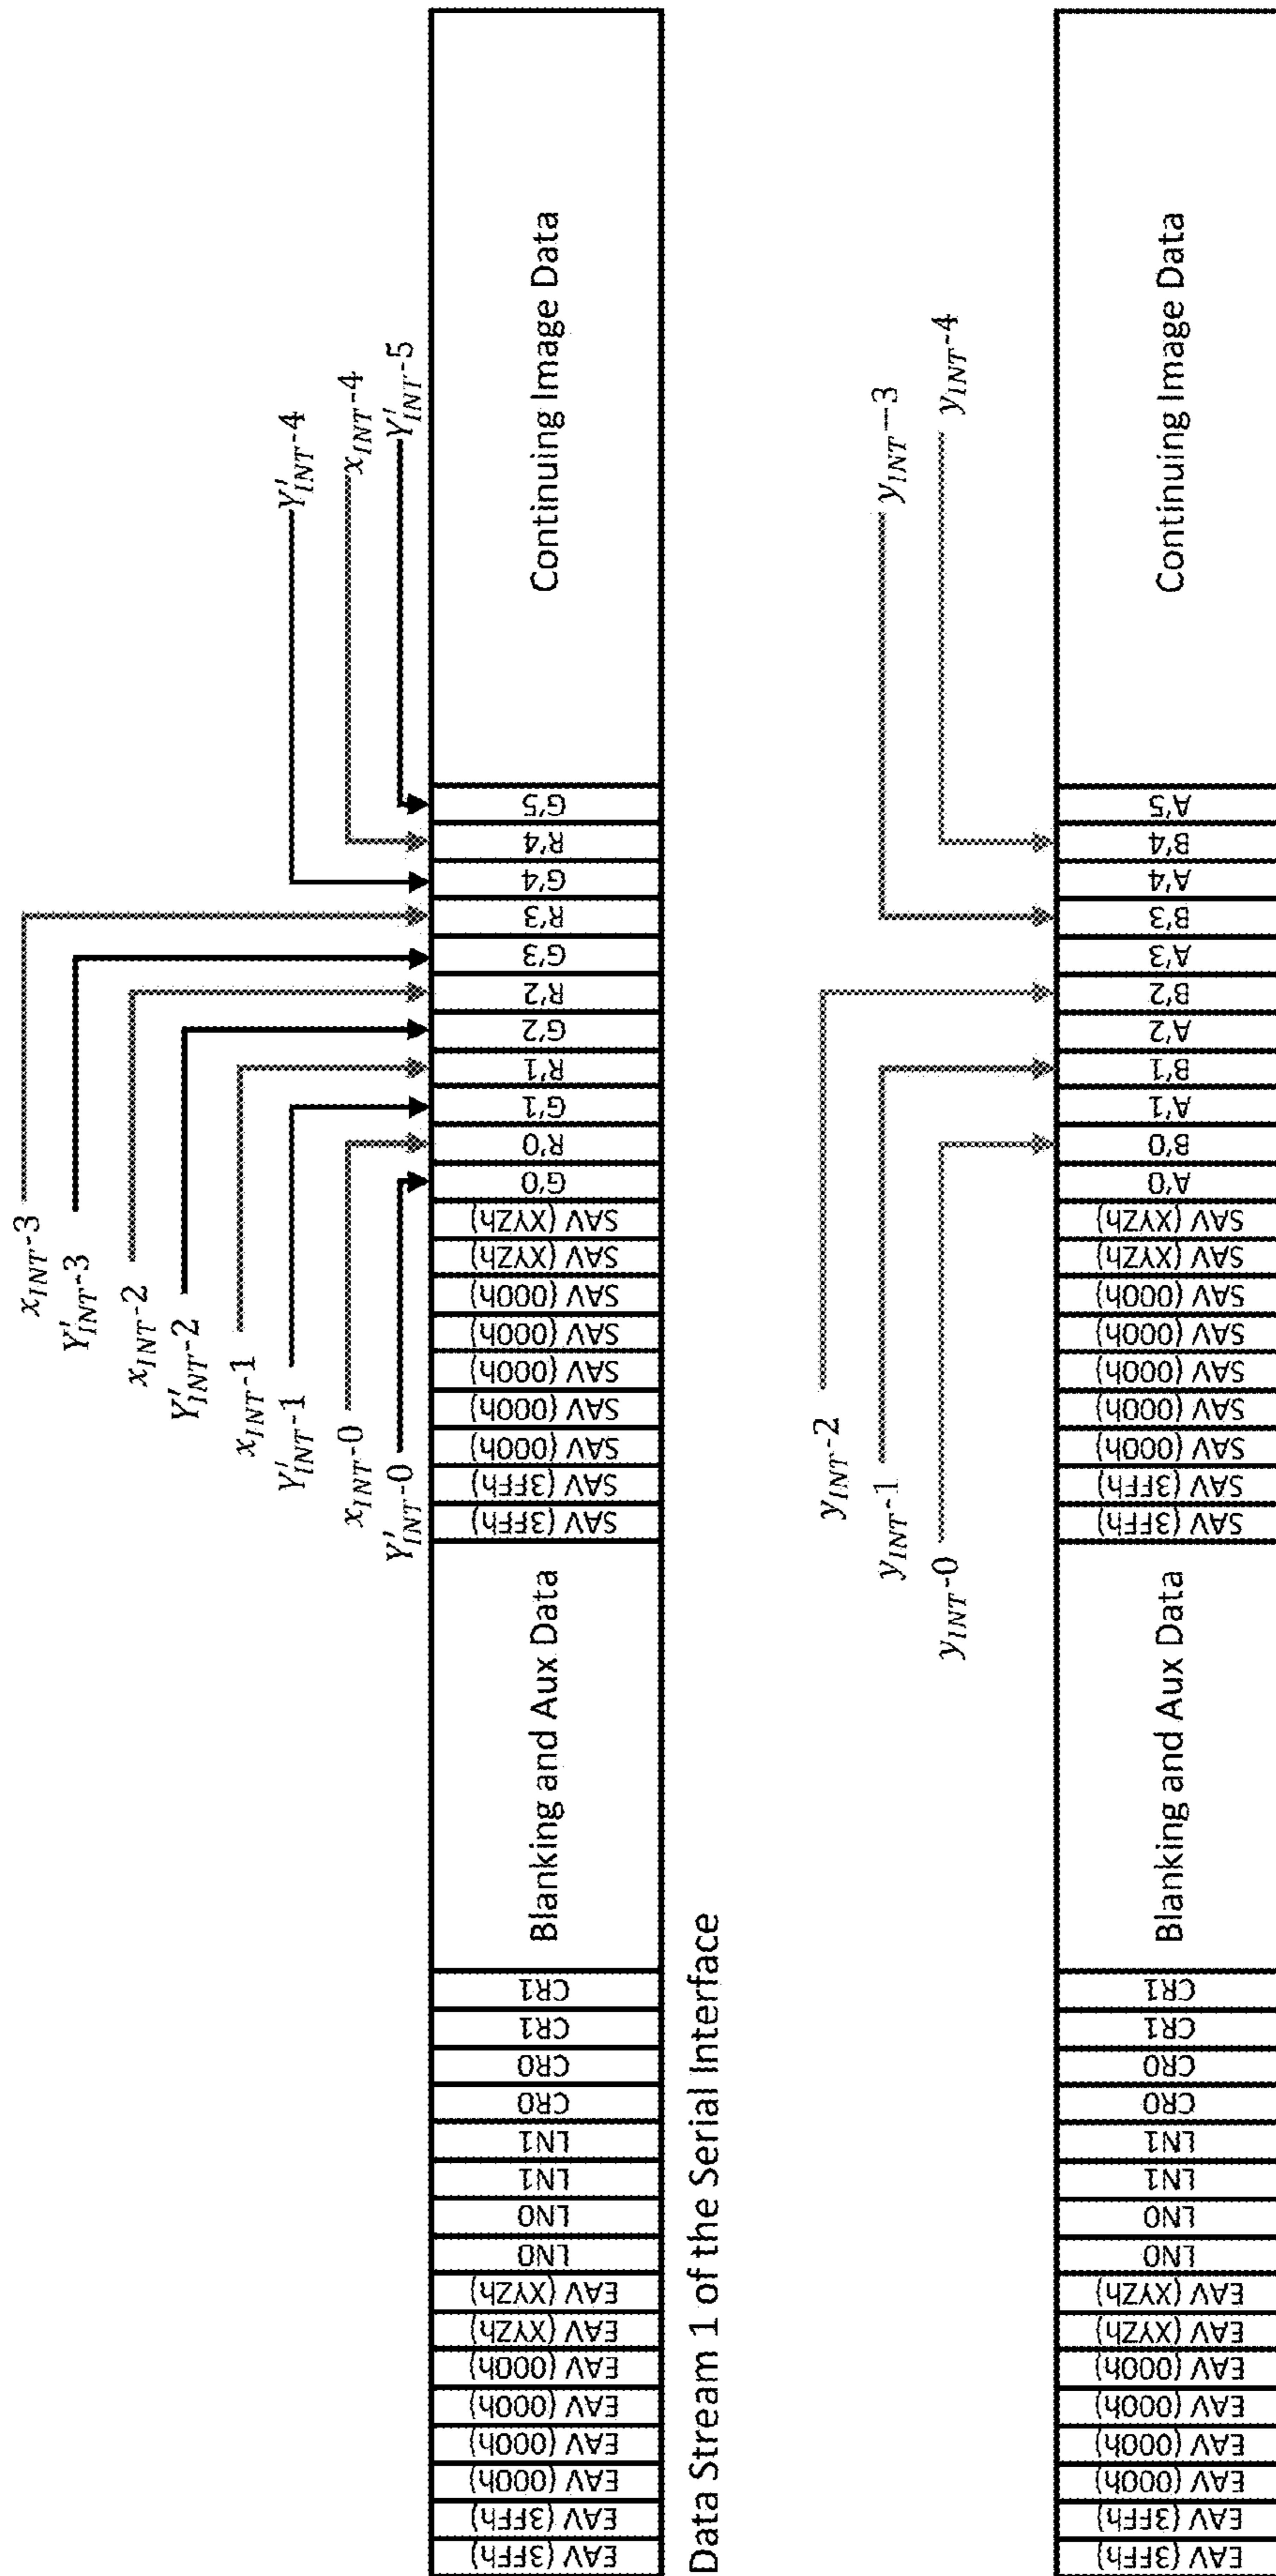 x_INT-3
Y'_INT-3
x_INT-2
Y'_INT-2
x_INT-1
Y'_INT-1
Y'_INT-4
x_INT-0
x_INT-4
Y'_INT-0
Y'_INT-5
EAV (3FFh)
EAV (3FFh)
EAV (000h)
EAV (000h)
EAV (000h)
EAV (000h)
EAV (XYZh)
EAV (XYZh)
LN0
LN0
LN1
LN1
CR0
CR0
CR1
CR1
Blanking and Aux Data
SAV (3FFh)
SAV (3FFh)
SAV (000h)
SAV (000h)
SAV (000h)
SAV (000h)
SAV (000h)
SAV (XYZh)
SAV (XYZh)
G'0
R'0
G'1
R'1
G'2
R'2
G'3
R'3
G'4
R'4
G'5
Continuing Image Data
Data Stream 1 of the Serial Interface
y_INT-2
y_INT-1
y_INT--3
y_INT-0
y_INT-4
EAV (3FFh)
EAV (3FFh)
EAV (000h)
EAV (000h)
EAV (000h)
EAV (000h)
EAV (XYZh)
EAV (XYZh)
LN0
LN0
LN1
LN1
CR0
CR0
CR1
CR1
Blanking and Aux Data
SAV (3FFh)
SAV (3FFh)
SAV (000h)
SAV (000h)
SAV (000h)
SAV (000h)
SAV (000h)
SAV (XYZh)
SAV (XYZh)
A'0
B'0
A'1
B'1
A'2
B'2
A'3
B'3
A'4
B'4
A'5
Continuing Image Data